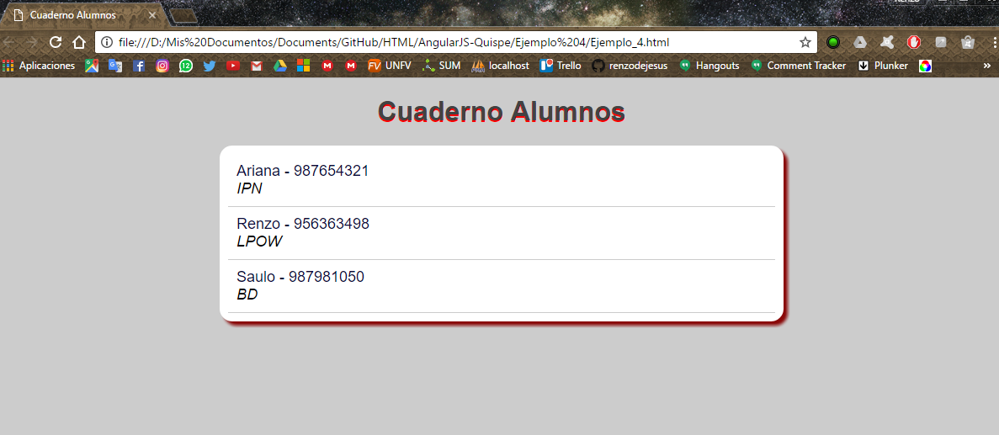 Cuaderno Alumnos
file:///D:/Mis%20Documentos/Documents/GitHub/HTML/AngularJS-Quispe/Ejemplo%204/Ejemplo_4.html
Aplicaciones 12 M M FV UNFV SUM localhost Trello renzodejesus Hangouts Comment Tracker Plunker »
Cuaderno Alumnos
Ariana - 987654321
IPN
Renzo - 956363498
LPOW
Saulo - 987981050
BD